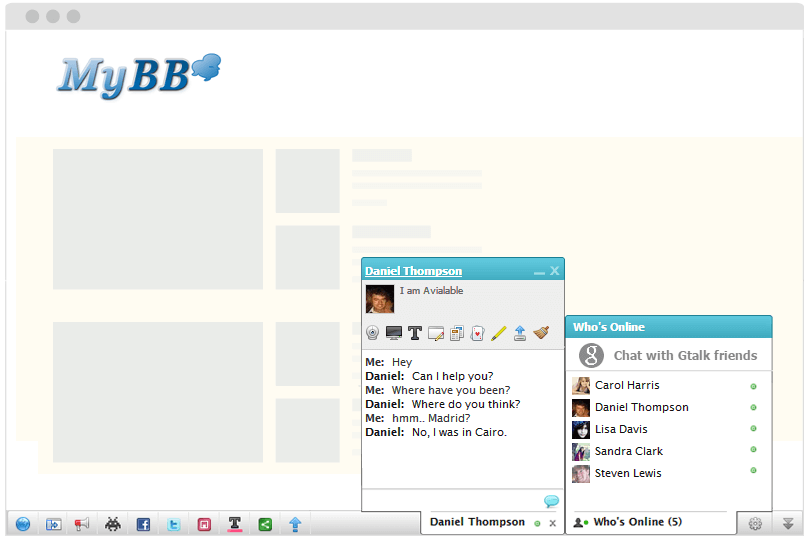 MyBB
Daniel Thompson
I am Avialable
Me: Hey
Daniel: Can I help you?
Me: Where have you been?
Daniel: Where do you think?
Me: hmm.. Madrid?
Daniel: No, I was in Cairo.
Who's Online
g Chat with Gtalk friends
Carol Harris
Daniel Thompson
Lisa Davis
Sandra Clark
Steven Lewis
Daniel Thompson x
Who's Online (5)